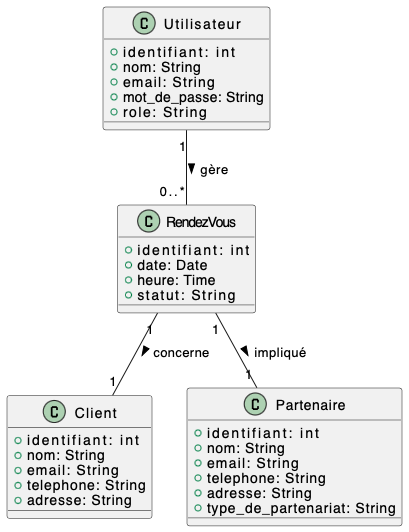 C Utilisateur
identifiant: int
nom: String
email: String
mot_de_passe: String
role: String
1
gère
0..*
C RendezVous
identifiant: int
date: Date
heure: Time
statut: String
1
1
concerne
impliqué
1
1
C Client
identifiant: int
nom: String
email: String
telephone: String
adresse: String
C Partenaire
identifiant: int
nom: String
email: String
telephone: String
adresse: String
type_de_partenariat: String